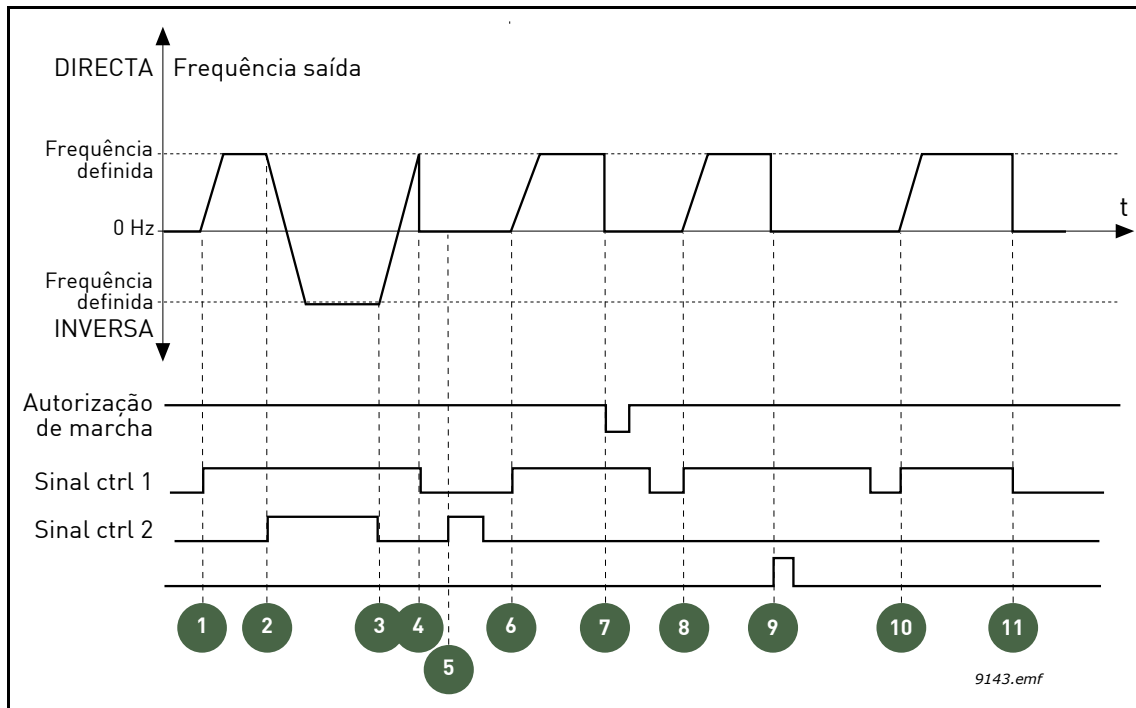 DIRECTA
Frequência saída
Frequência
definida
0 Hz
t
Frequência
definida
INVERSA
Autorização
de marcha
Sinal ctrl 1
Sinal ctrl 2
1
2
3
4
5
6
7
8
9
10
11
9143.emf